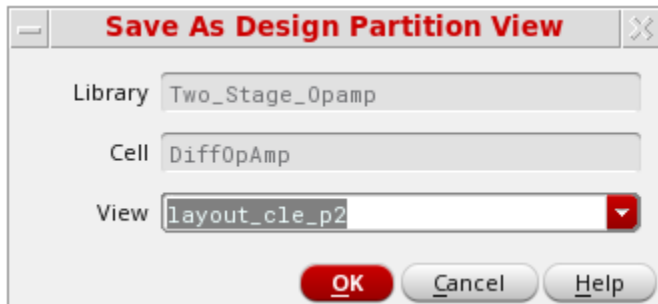 Save As Design Partition View
Library Two_Stage_Opamp
Cell DiffOpAmp
View layout_cle_p2
OK Cancel Help